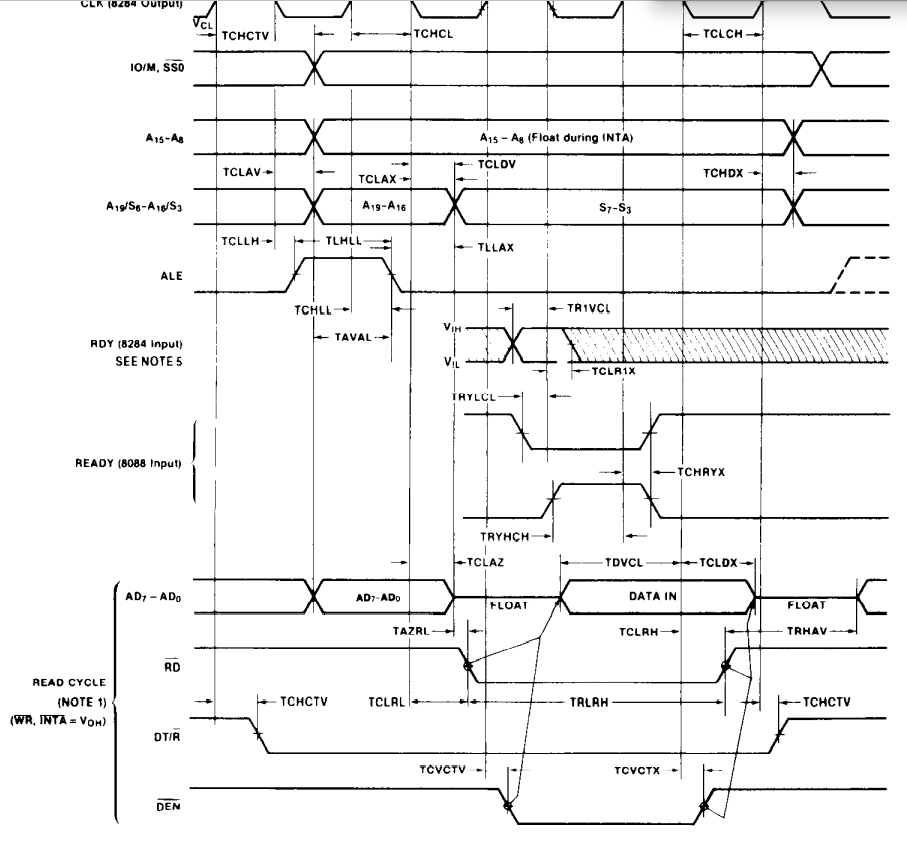 CLK (8284 Output)
VCL
TCHCTV
TCHCL
TCLCH
IO/M, SS0
A15-A8
A15 – A8 (Float during INTA)
TCLDV
TCLAV
TCLAX
TCHDX
A19/S6-A16/S3
A19-A16
S7-S3
TCLLH
TLHLL
TLLAX
ALE
TCHLL
TR1VCL
TAVAL
VIH
RDY (8284 Input)
SEE NOTE 5
VIL
TCLR1X
TRYLCL
READY (8088 Input)
TCHRYX
TRYHCH
TCLAZ
TDVCL
TCLDX
AD7 – AD0
AD7-AD0
FLOAT
DATA IN
FLOAT
TAZRL
TCLRH
TRHAV
RD
READ CYCLE
(NOTE 1)
(WR, INTA = VOH)
TCHCTV
TCLRL
TRLRH
TCHCTV
DT/R
TCVCTV
TCVCTX
DEN